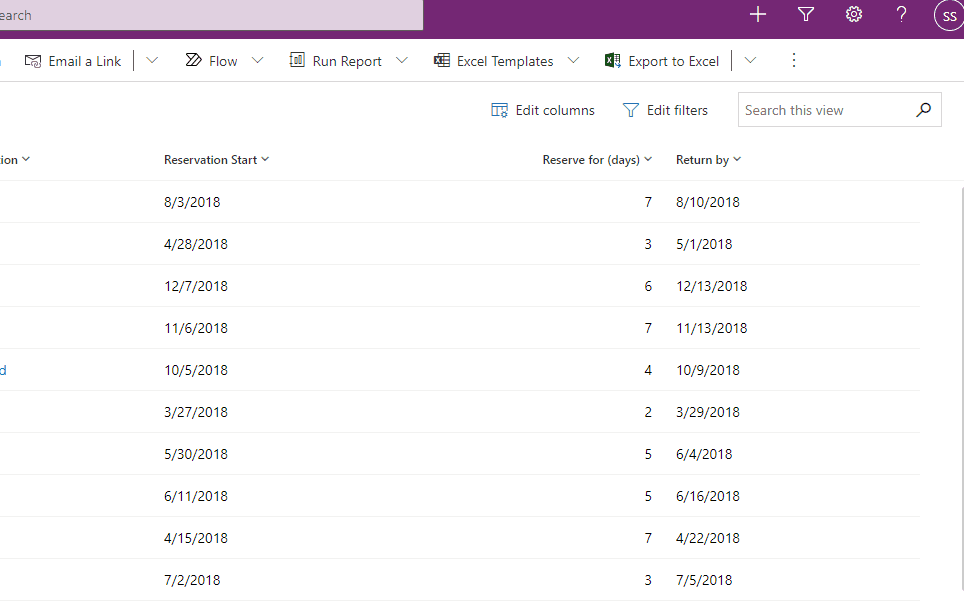 earch ? SS
Email a Link Flow Run Report Excel Templates Export to Excel
Edit columns Edit filters Search this view
ion Reservation Start Reserve for (days) Return by
8/3/2018 7 8/10/2018
4/28/2018 3 5/1/2018
12/7/2018 6 12/13/2018
11/6/2018 7 11/13/2018
d 10/5/2018 4 10/9/2018
3/27/2018 2 3/29/2018
5/30/2018 5 6/4/2018
6/11/2018 5 6/16/2018
4/15/2018 7 4/22/2018
7/2/2018 3 7/5/2018